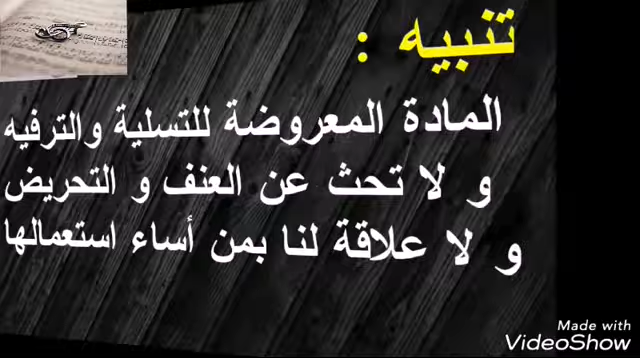 تنبيه :
المادة المعروضة للتسلية والترفيه
و لا تحث عن العنف و التحريض
و لا علاقة لنا بمن أساء استعمالها
Made with
VideoShow